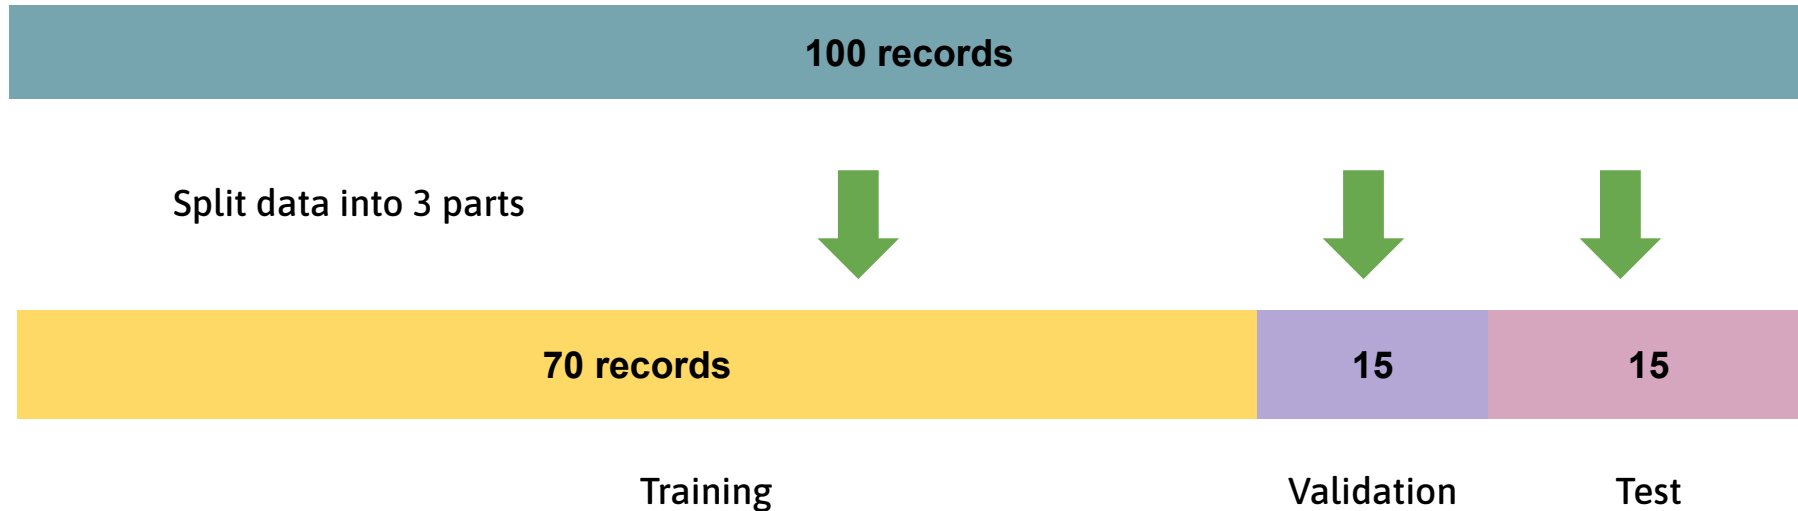 100 records
Split data into 3 parts
70 records
15
15
Training
Validation
Test